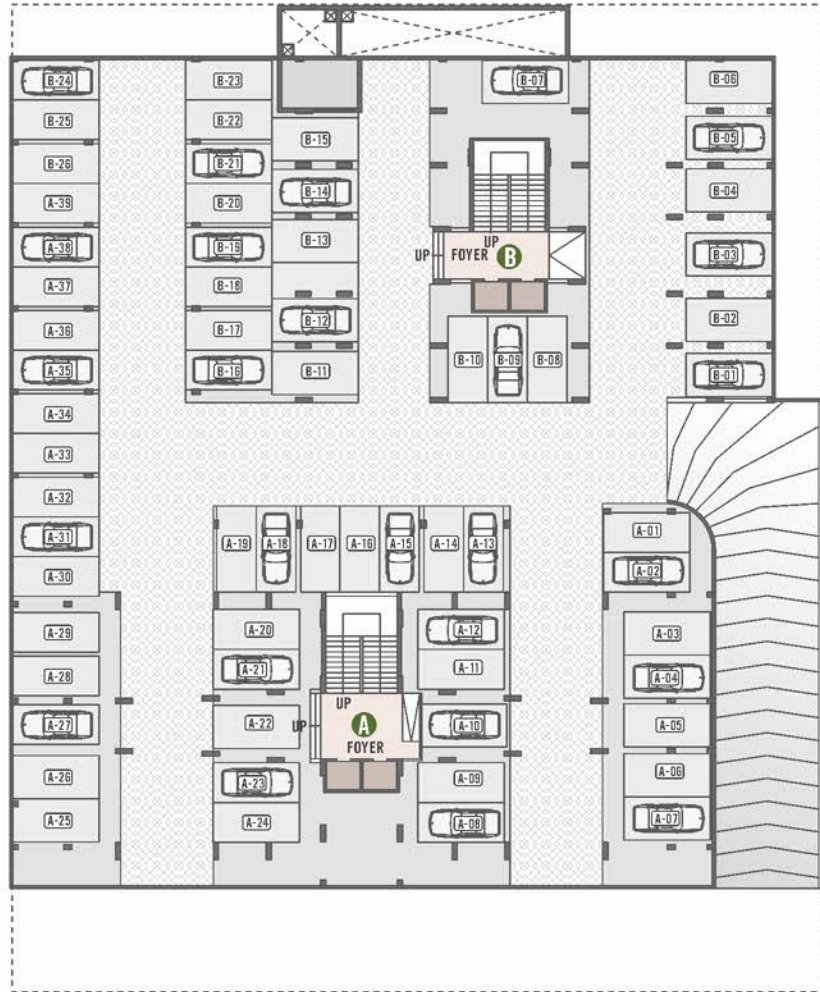 B-24
B-25
B-26
A-39
A-38
A-37
A-36
A-35
A-34
A-33
A-32
A-31
A-30
A-29
A-28
A-27
A-26
A-25
B-23
B-22
B-21
B-20
B-19
B-18
B-17
B-16
B-15
B-14
B-13
B-12
B-11
B-07
UP
UP
FOYER
B
B-10
B-09
B-08
B-06
B-05
B-04
B-03
B-02
B-01
A-19
A-18
A-17
A-16
A-15
A-14
A-13
A-20
A-21
A-22
A-23
A-24
UP
UP
A
FOYER
A-12
A-11
A-10
A-09
A-08
A-01
A-02
A-03
A-04
A-05
A-06
A-07